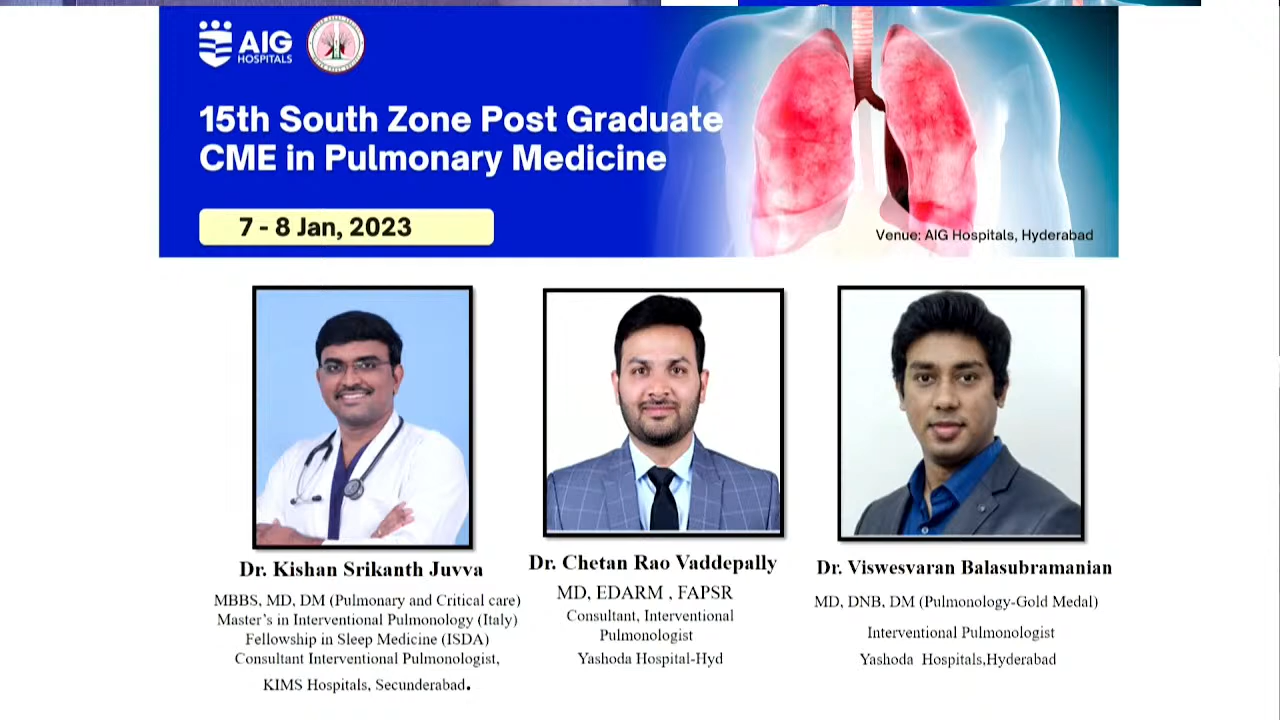 AIG
HOSPITALS
15th South Zone Post Graduate
CME in Pulmonary Medicine
7 - 8 Jan, 2023
Venue: AIG Hospitals, Hyderabad
Dr. Kishan Srikanth Juvva
MBBS, MD, DM (Pulmonary and Critical care)
Master's in Interventional Pulmonology (Italy)
Fellowship in Sleep Medicine (ISDA)
Consultant Interventional Pulmonologist,
KIMS Hospitals, Secunderabad.
Dr. Chetan Rao Vaddepally
MD, EDARM , FAPSR
Consultant, Interventional
Pulmonologist
Yashoda Hospital-Hyd
Dr. Viswesvaran Balasubramanian
MD, DNB, DM (Pulmonology-Gold Medal)
Interventional Pulmonologist
Yashoda Hospitals,Hyderabad